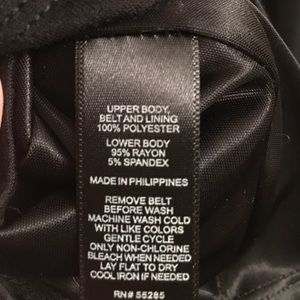 UPPER BODY,
BELT AND LINING
100% POLYESTER
LOWER BODY
95% RAYON
5% SPANDEX
MADE IN PHILIPPINES
REMOVE BELT
BEFORE WASH
MACHINE WASH COLD
WITH LIKE COLORS
GENTLE CYCLE
ONLY NON-CHLORINE
BLEACH WHEN NEEDED
LAY FLAT TO DRY
COOL IRON IF NEEDED
RN# 55285